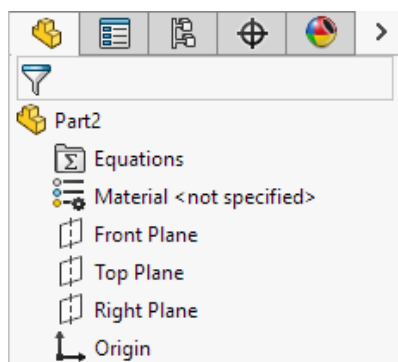 Part2
Equations
Material <not specified>
Front Plane
Top Plane
Right Plane
Origin